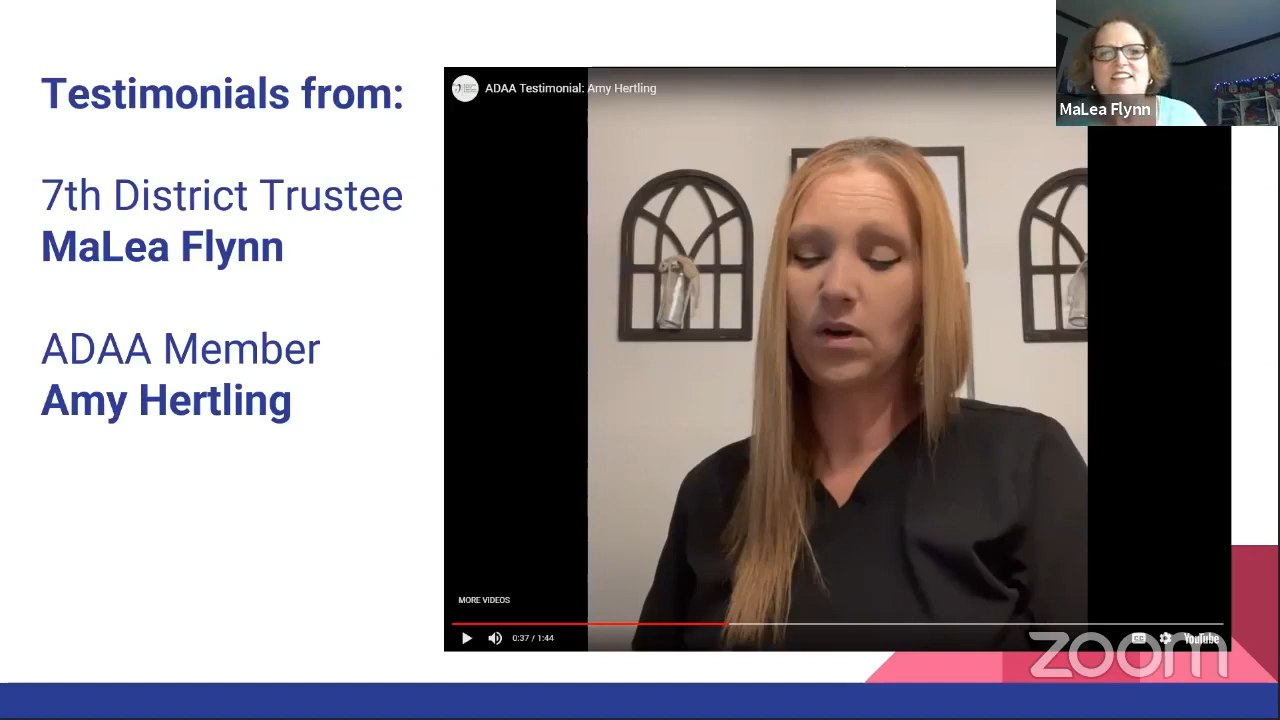 Testimonials from:
7th District Trustee
MaLea Flynn
ADAA Member
Amy Hertling
ADAA Testimonial: Amy Hertling
MaLea Flynn
MORE VIDEOS
0:37 / 1:44
CC
YouTube
zoom